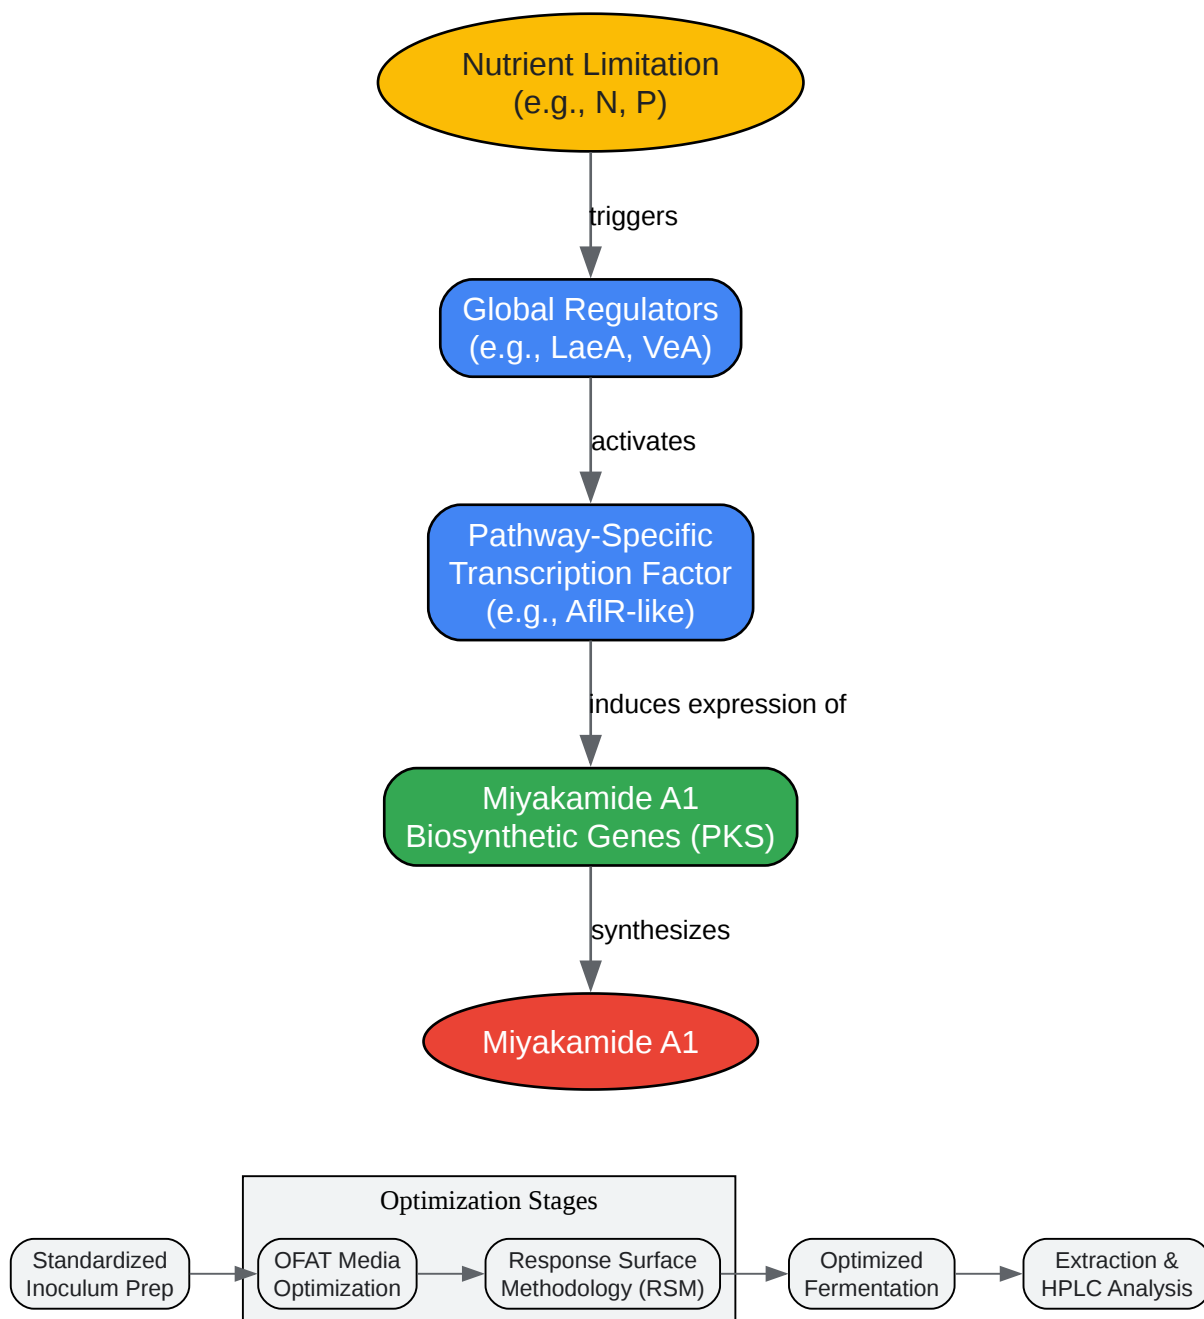 Nutrient Limitation
(e.g., N, P)
triggers
Global Regulators
(e.g., LaeA, VeA)
activates
Pathway-Specific
Transcription Factor
(e.g., AflR-like)
induces expression of
Miyakamide A1
Biosynthetic Genes (PKS)
synthesizes
Miyakamide A1
Optimization Stages
Standardized
Inoculum Prep
OFAT Media
Optimization
Response Surface
Methodology (RSM)
Optimized
Fermentation
Extraction &
HPLC Analysis